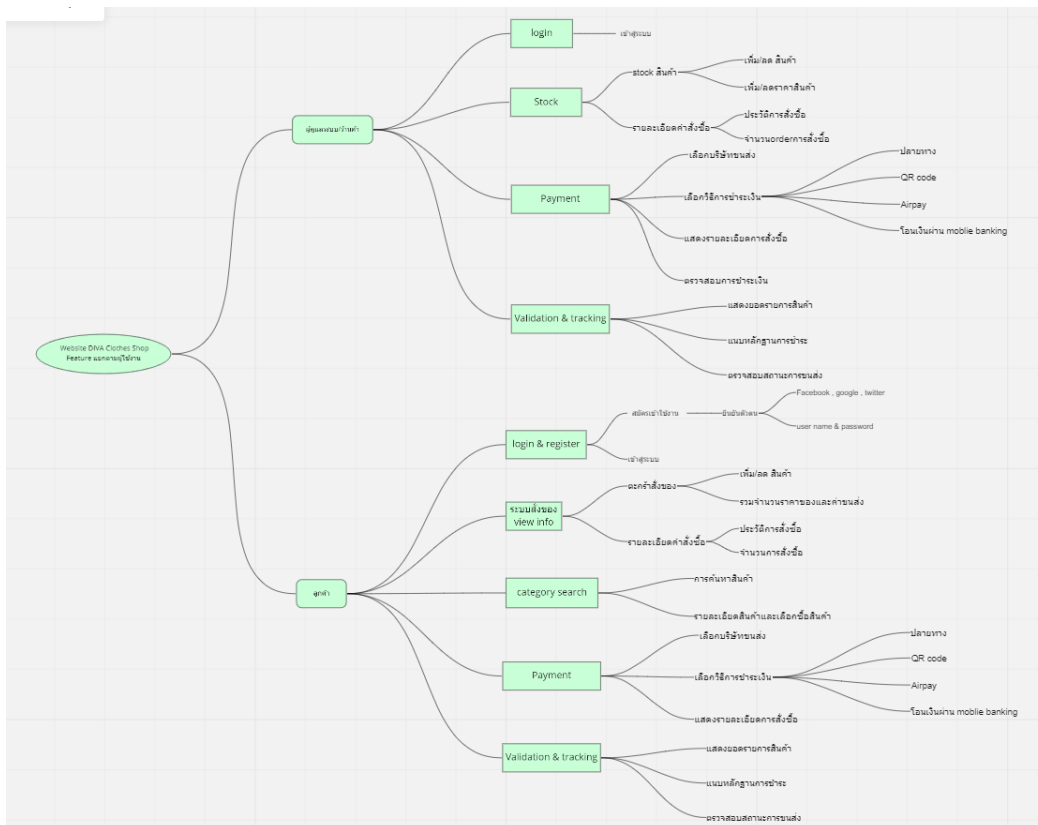 Website DIVA Clothes Shop
Feature แยกตามผู้ใช้งาน
ผู้ดูแลระบบ/ร้านค้า
login
เข้าสู่ระบบ
Stock
stock สินค้า
เพิ่ม/ลด สินค้า
เพิ่ม/ลดราคาสินค้า
รายละเอียดคำสั่งซื้อ
ประวัติการสั่งซื้อ
จำนวนorderการสั่งซื้อ
Payment
เลือกบริษัทขนส่ง
เลือกวิธีการชำระเงิน
ปลายทาง
QR code
Airpay
โอนเงินผ่าน moblie banking
แสดงรายละเอียดการสั่งซื้อ
ตรวจสอบการชำระเงิน
Validation & tracking
แสดงยอดรายการสินค้า
แนบหลักฐานการชำระ
ตรวจสอบสถานะการขนส่ง
ลูกค้า
login & register
สมัครเข้าใช้งาน
ยืนยันตัวตน
Facebook , google , twitter
user name & password
เข้าสู่ระบบ
ระบบสั่งของ
view info
ตะกร้าสั่งของ
เพิ่ม/ลด สินค้า
รวมจำนวนราคาของและค่าขนส่ง
รายละเอียดคำสั่งซื้อ
ประวัติการสั่งซื้อ
จำนวนการสั่งซื้อ
category search
การค้นหาสินค้า
รายละเอียดสินค้าและเลือกซื้อสินค้า
Payment
เลือกบริษัทขนส่ง
เลือกวิธีการชำระเงิน
ปลายทาง
QR code
Airpay
โอนเงินผ่าน moblie banking
แสดงรายละเอียดการสั่งซื้อ
Validation & tracking
แสดงยอดรายการสินค้า
แนบหลักฐานการชำระ
ตรวจสอบสถานะการขนส่ง